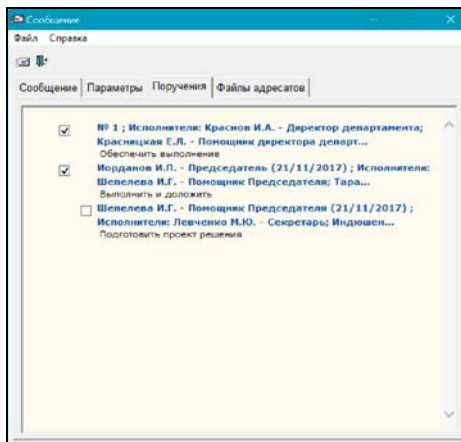 Сообщение
Файл Справка
Сообщение Параметры Поручения Файлы адресатов
№ 1 ; Исполнители: Краснов И.А. - Директор департамента;
Красницкая Е.Л. - Помощник директора департ...
Обеспечить выполнение
Иорданов И.П. - Председатель (21/11/2017) ; Исполнители:
Шепелева И.Г. - Помощник Председателя; Тара...
Выполнить и доложить
Шепелева И.Г. - Помощник Председателя (21/11/2017) ;
Исполнители: Левченко М.Ю. - Секретарь; Индюшен...
Подготовить проект решения